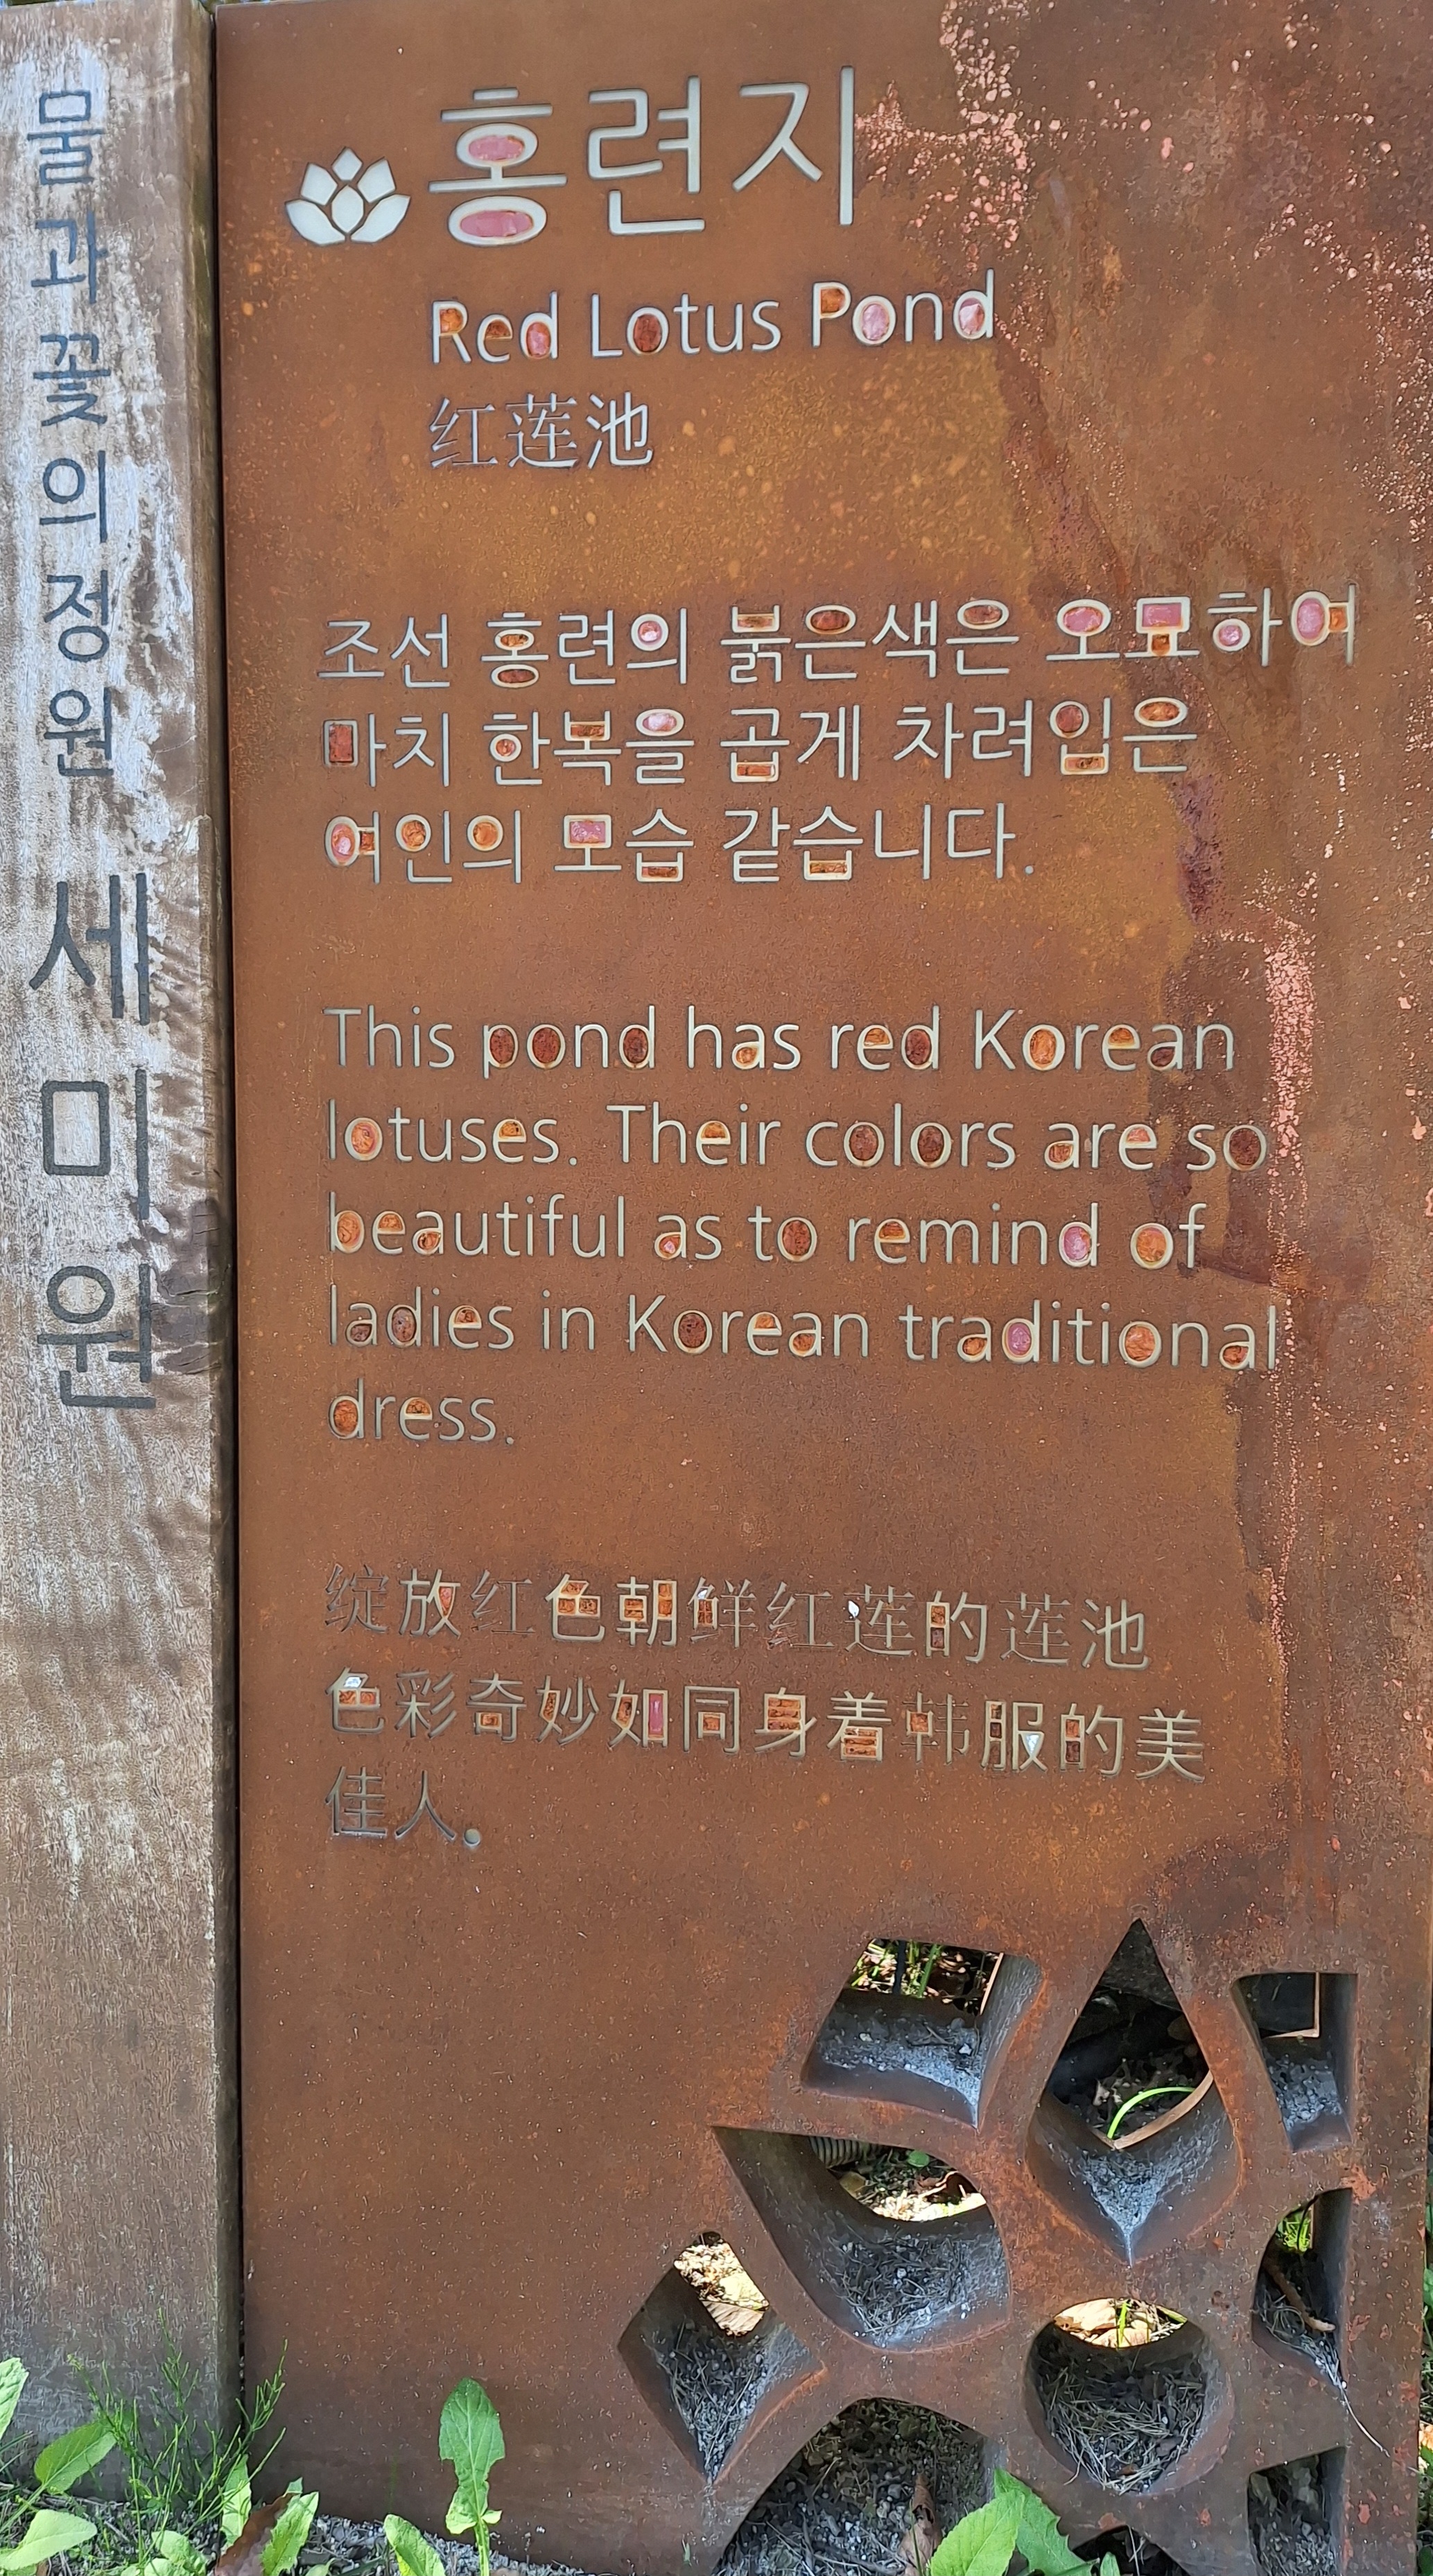 물과 꽃의 정원 세미원
홍련지
Red Lotus Pond
红莲池
조선 홍련의 붉은색은 오묘하여
마치 한복을 곱게 차려입은
여인의 모습 같습니다.
This pond has red Korean
lotuses. Their colors are so
beautiful as to remind of
ladies in Korean traditional
dress.
绽放红色朝鲜红莲的莲池
色彩奇妙如同身着韩服的美
佳人。